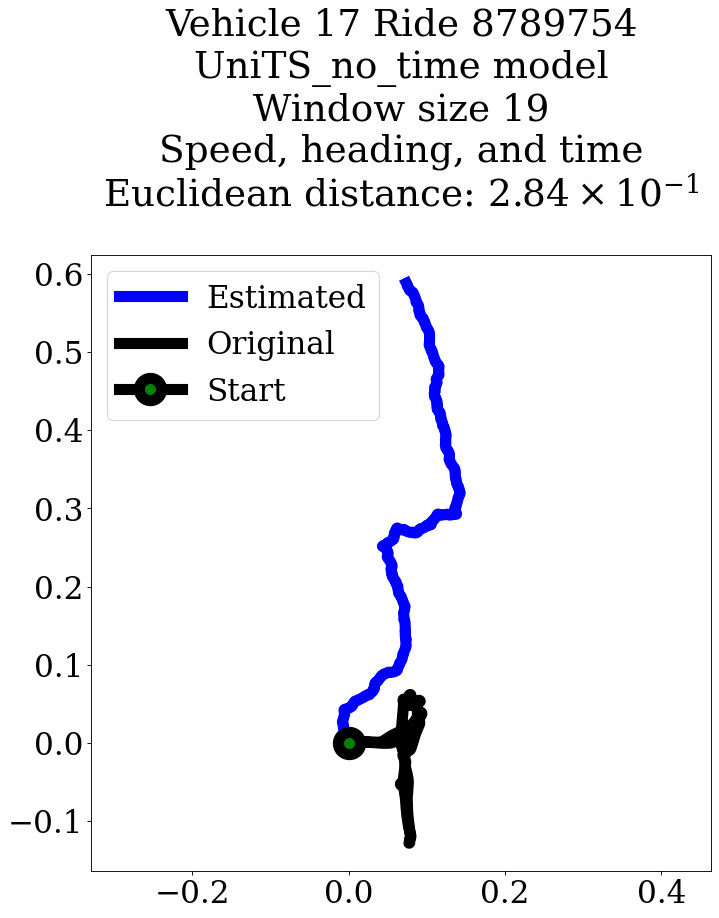 Vehicle 17 Ride 8789754
UniTS_no_time model
Window size 19
Speed, heading, and time
Euclidean distance: 2.84 × 10⁻¹
0.6
0.5
0.4
0.3
0.2
0.1
0.0
−0.1
Estimated
Original
Start
−0.2 0.0 0.2 0.4